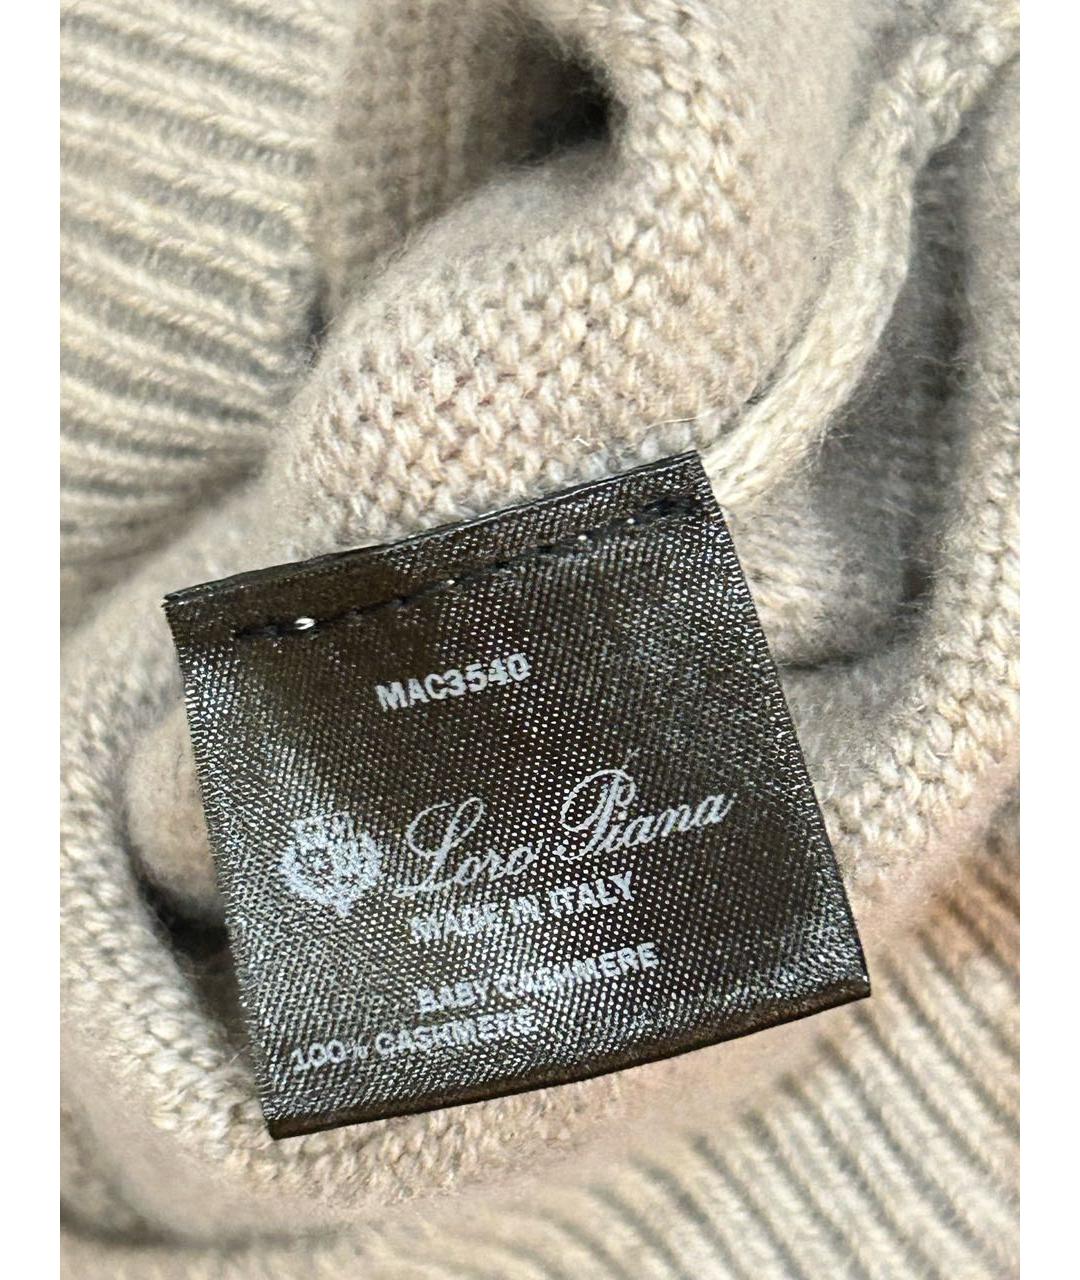 MAC3540
Loro Piana
MADE IN ITALY
BABY CASHMERE
100% CASHMERE